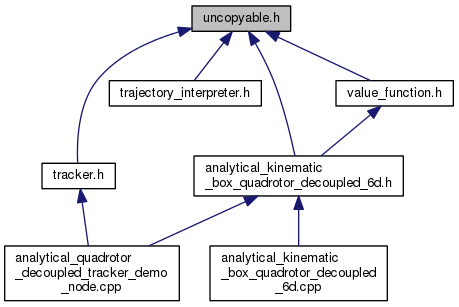 uncopyable.h
trajectory_interpreter.h
value_function.h
tracker.h
analytical_kinematic
_box_quadrotor_decoupled_6d.h
analytical_quadrotor
_decoupled_tracker_demo
_node.cpp
analytical_kinematic
_box_quadrotor_decoupled
_6d.cpp